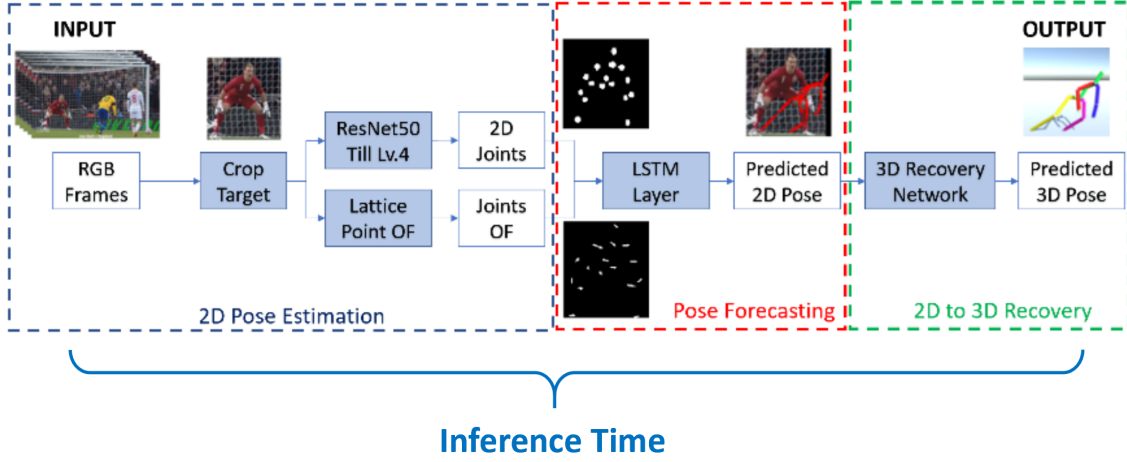 INPUT
OUTPUT
RGB
Frames
Crop
Target
ResNet50
Till Lv.4
2D
Joints
Lattice
Point OF
Joints
OF
LSTM
Layer
Predicted
2D Pose
3D Recovery
Network
Predicted
3D Pose
2D Pose Estimation
Pose Forecasting
2D to 3D Recovery
Inference Time